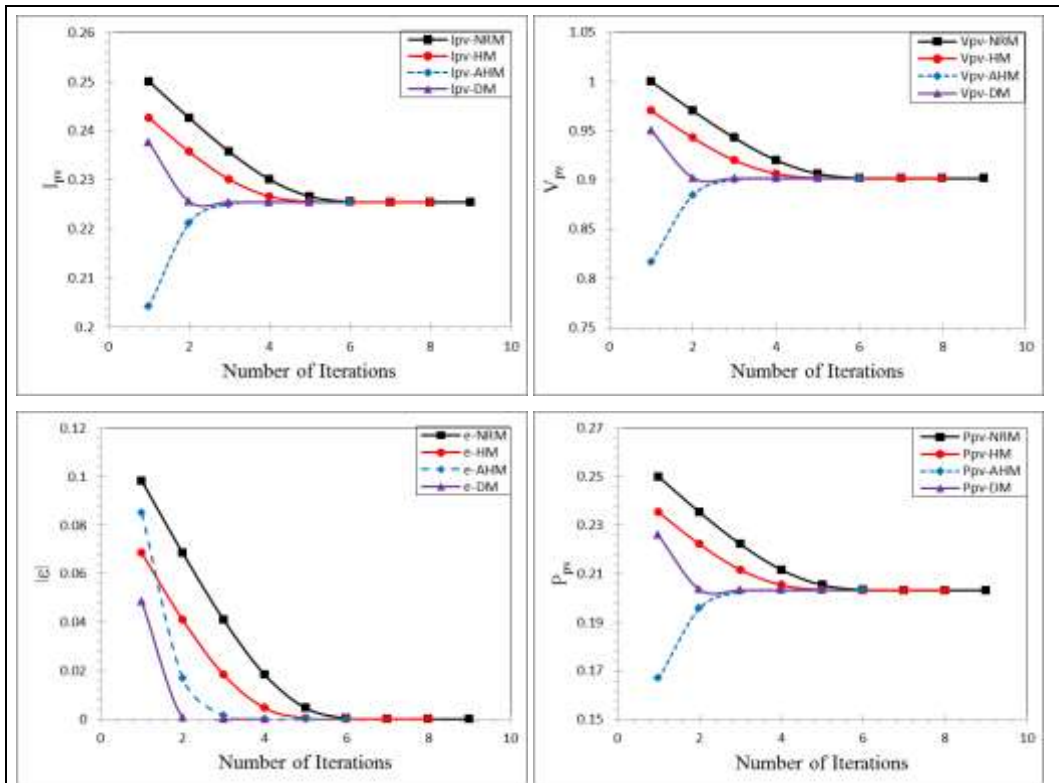 0.26
0.25
0.24
0.23
0.22
0.21
0.2
0 2 4 6 8 10
Ipv
Number of Iterations
Ipv-NRM
Ipv-HM
Ipv-AHM
Ipv-DM
1.05
1
0.95
0.9
0.85
0.8
0.75
0 2 4 6 8 10
Vpv
Number of Iterations
Vpv-NRM
Vpv-HM
Vpv-AHM
Vpv-DM
0.12
0.1
0.08
0.06
0.04
0.02
0
0 2 4 6 8 10
|ε|
Number of Iterations
e-NRM
e-HM
e-AHM
e-DM
0.27
0.25
0.23
0.21
0.19
0.17
0.15
0 2 4 6 8 10
Ppv
Number of Iterations
Ppv-NRM
Ppv-HM
Ppv-AHM
Ppv-DM